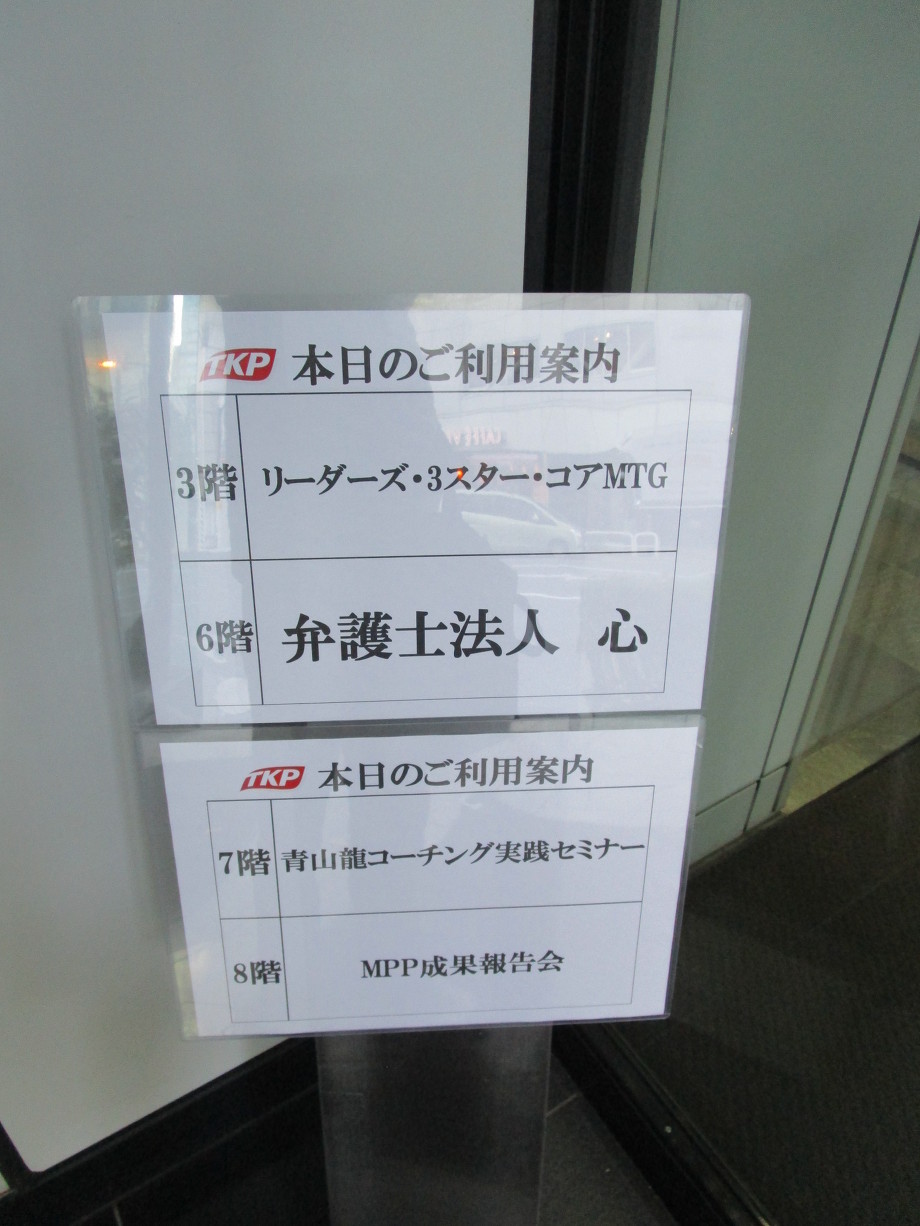 TKP 本日のご利用案内
3階 リーダーズ・3スター・コアMTG
6階 弁護士法人 心
TKP 本日のご利用案内
7階 青山龍コーチング実践セミナー
8階 MPP成果報告会